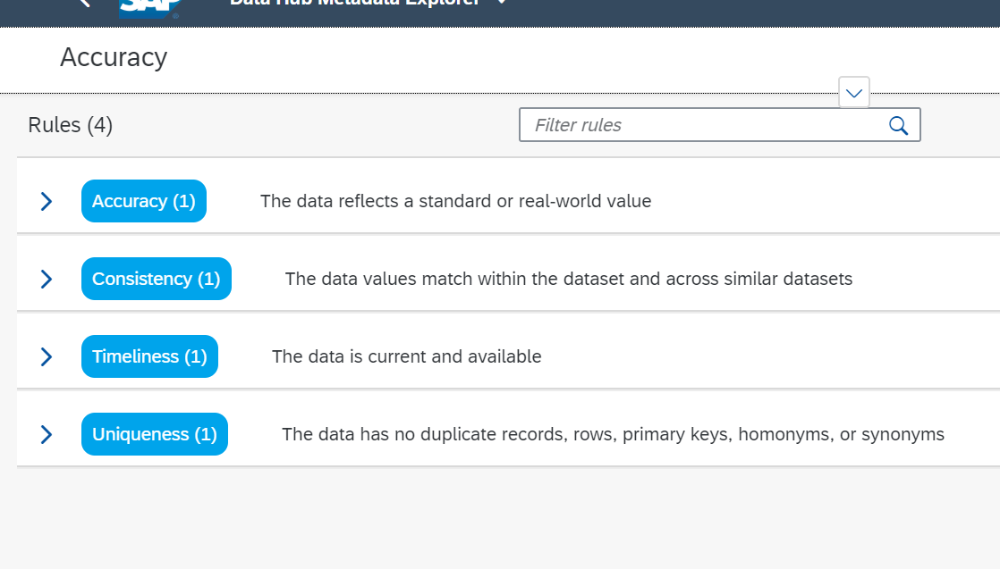 SAP
Data Hub Metadata Explorer
Accuracy
Rules (4)
Filter rules
Accuracy (1) The data reflects a standard or real-world value
Consistency (1) The data values match within the dataset and across similar datasets
Timeliness (1) The data is current and available
Uniqueness (1) The data has no duplicate records, rows, primary keys, homonyms, or synonyms